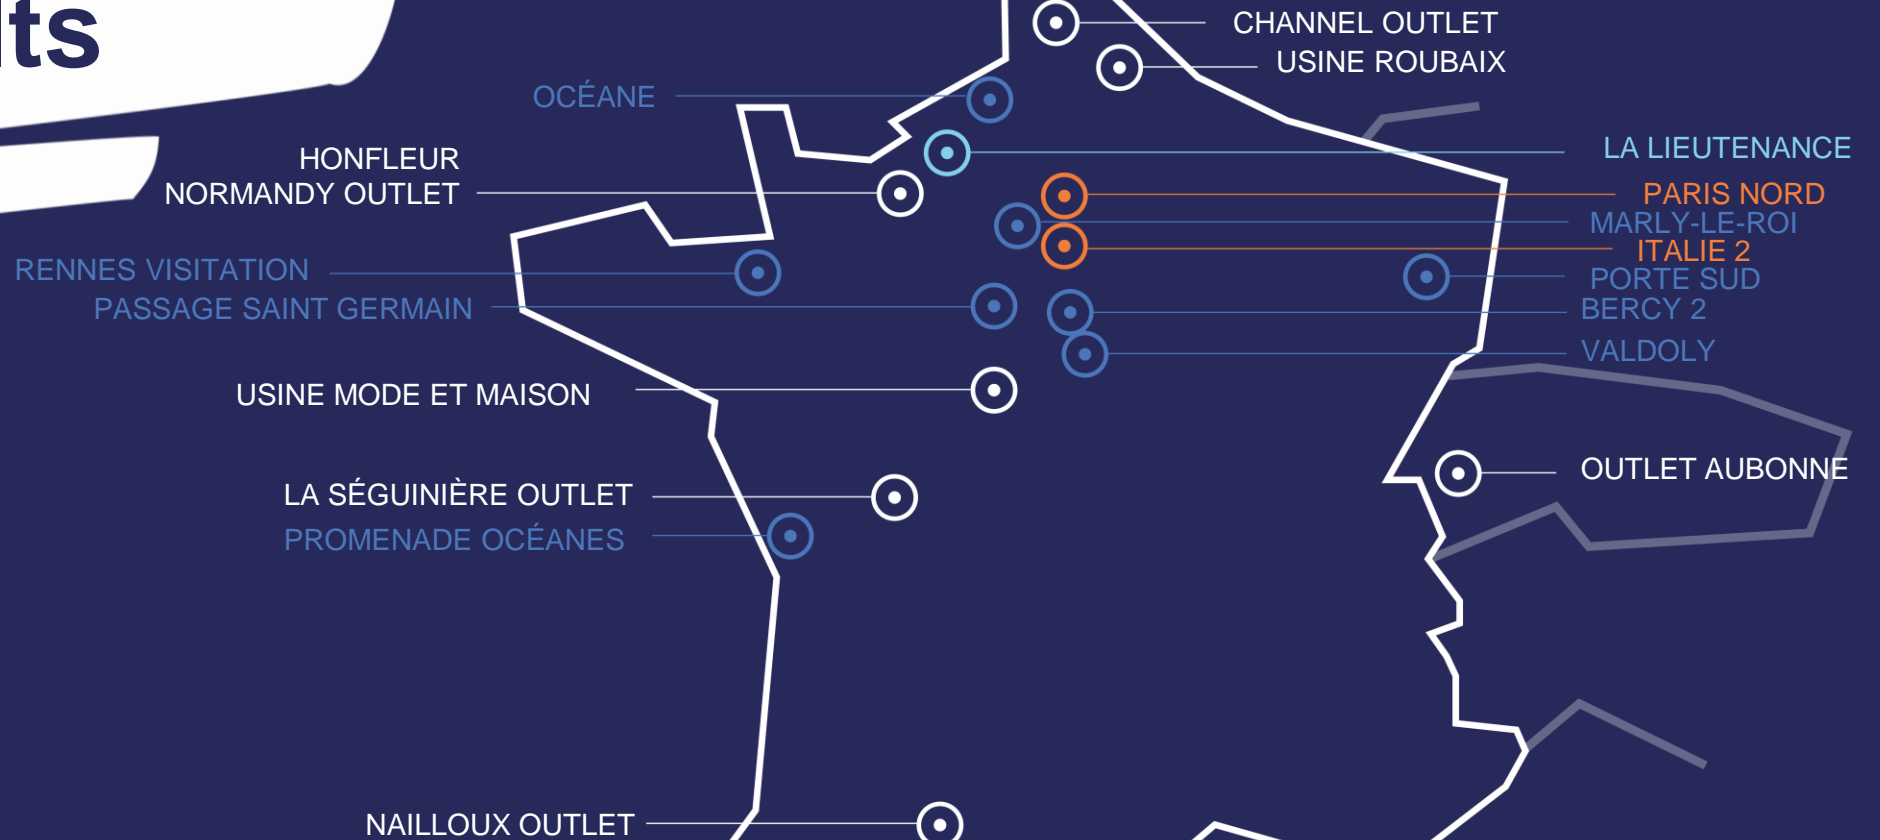 lts
CHANNEL OUTLET
USINE ROUBAIX
OCÉANE
HONFLEUR
NORMANDY OUTLET
LA LIEUTENANCE
PARIS NORD
MARLY-LE-ROI
ITALIE 2
RENNES VISITATION
PORTE SUD
PASSAGE SAINT GERMAIN
BERCY 2
VALDOLY
USINE MODE ET MAISON
OUTLET AUBONNE
LA SÉGUINIÈRE OUTLET
PROMENADE OCÉANES
NAILLOUX OUTLET